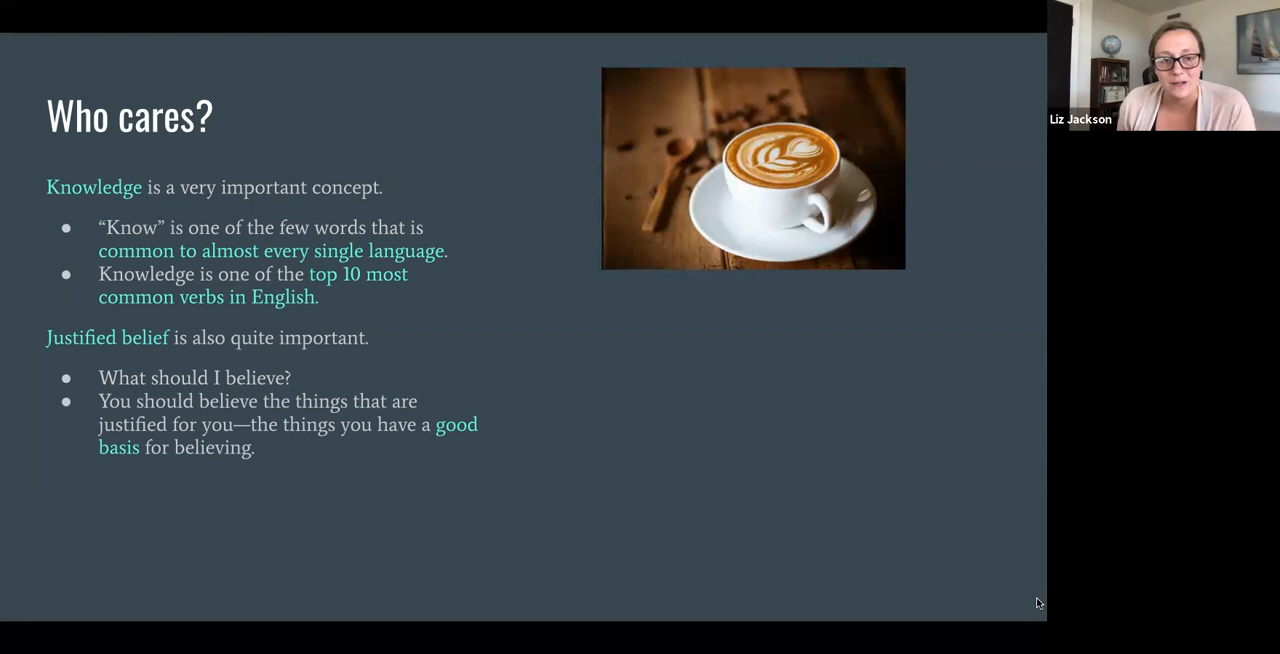 Who cares?
Knowledge is a very important concept.
● “Know” is one of the few words that is
common to almost every single language.
● Knowledge is one of the top 10 most
common verbs in English.
Justified belief is also quite important.
● What should I believe?
● You should believe the things that are
justified for you—the things you have a good
basis for believing.
Liz Jackson